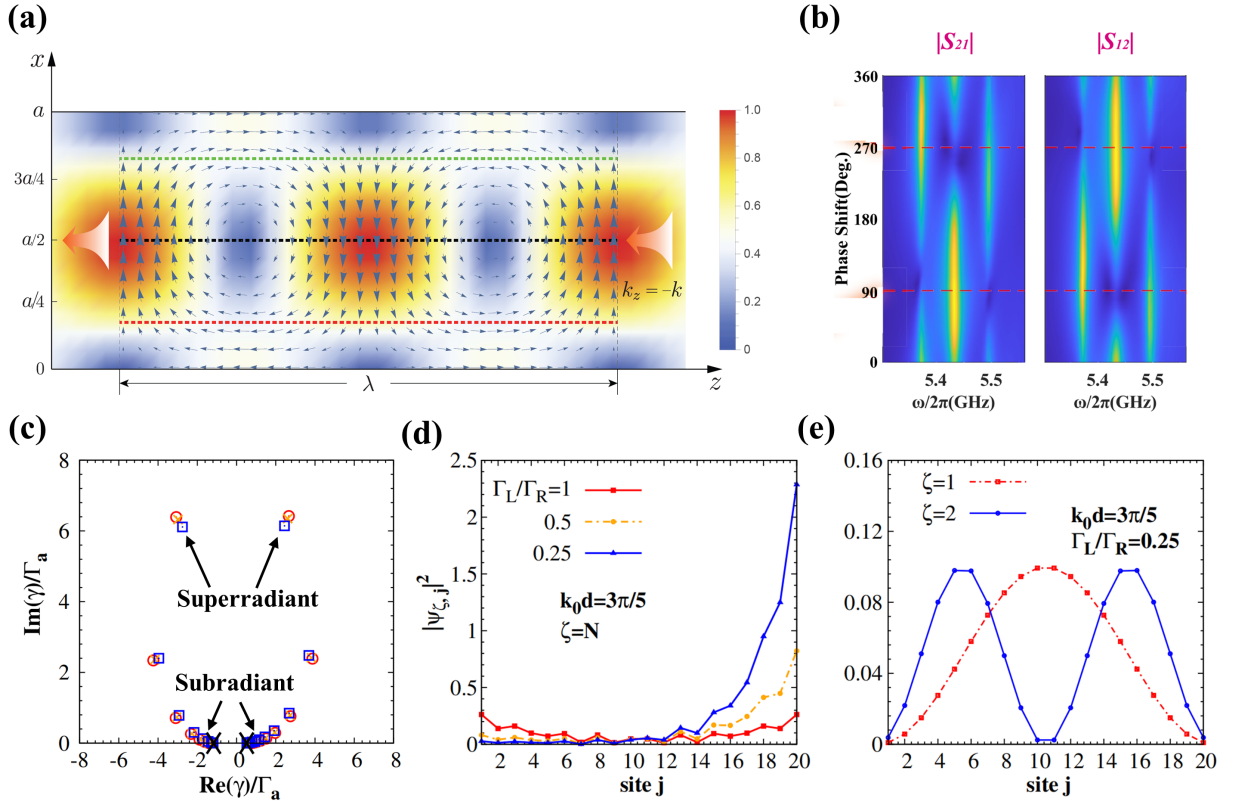 (a)
x
a
3a/4
a/2
a/4
0
k_z = -k
λ
z
1.0
0.8
0.6
0.4
0.2
0
(b)
|S₂₁|
|S₁₂|
Phase Shift(Deg.)
360
270
180
90
0
5.4 5.5
5.4 5.5
ω/2π(GHz)
ω/2π(GHz)
(c)
Im(γ)/Γₐ
8
6
4
2
0
Superradiant
Subradiant
-8 -6 -4 -2 0 2 4 6 8
Re(γ)/Γₐ
(d)
|ψ_ζ,j|²
2.5
2
1.5
1
0.5
0
Γ_L/Γ_R=1
0.5
0.25
k₀d=3π/5
ζ=N
2 4 6 8 10 12 14 16 18 20
site j
(e)
0.16
0.12
0.08
0.04
0
ζ=1
ζ=2
k₀d=3π/5
Γ_L/Γ_R=0.25
2 4 6 8 10 12 14 16 18 20
site j